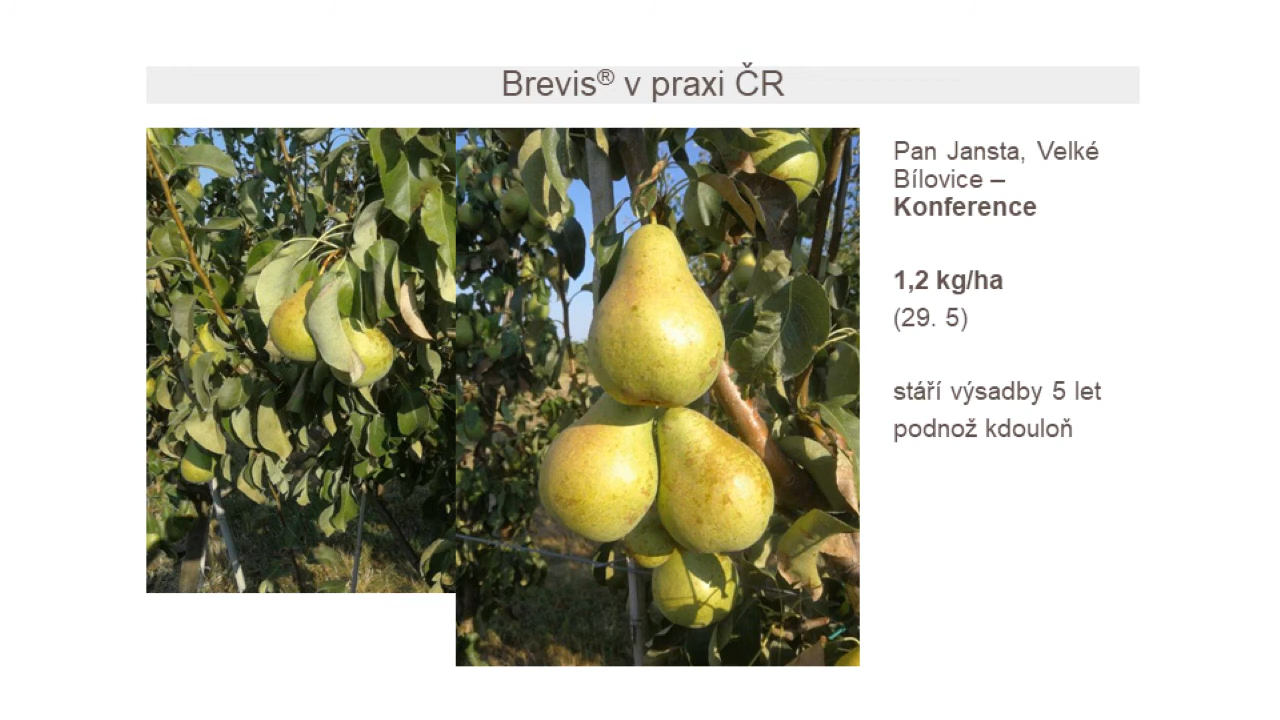 Brevis® v praxi ČR
Pan Jansta, Velké
Bílovice –
Konference
1,2 kg/ha
(29. 5)
stáří výsadby 5 let
podnož kdouloň